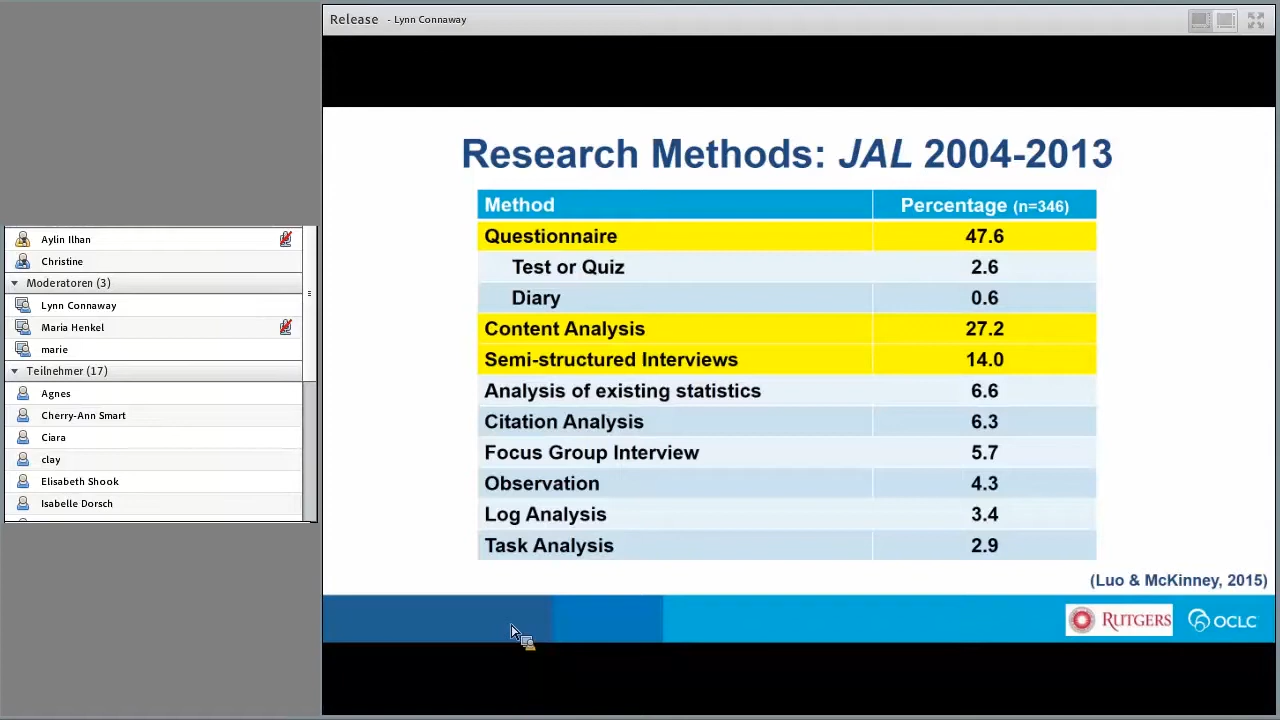 Release - Lynn Connaway
Aylin Ilhan
Christine
Moderatoren (3)
Lynn Connaway
Maria Henkel
marie
Teilnehmer (17)
Agnes
Cherry-Ann Smart
Ciara
clay
Elisabeth Shook
Isabelle Dorsch
Research Methods: JAL 2004-2013
Method Percentage (n=346)
Questionnaire 47.6
Test or Quiz 2.6
Diary 0.6
Content Analysis 27.2
Semi-structured Interviews 14.0
Analysis of existing statistics 6.6
Citation Analysis 6.3
Focus Group Interview 5.7
Observation 4.3
Log Analysis 3.4
Task Analysis 2.9
(Luo & McKinney, 2015)
RUTGERS OCLC